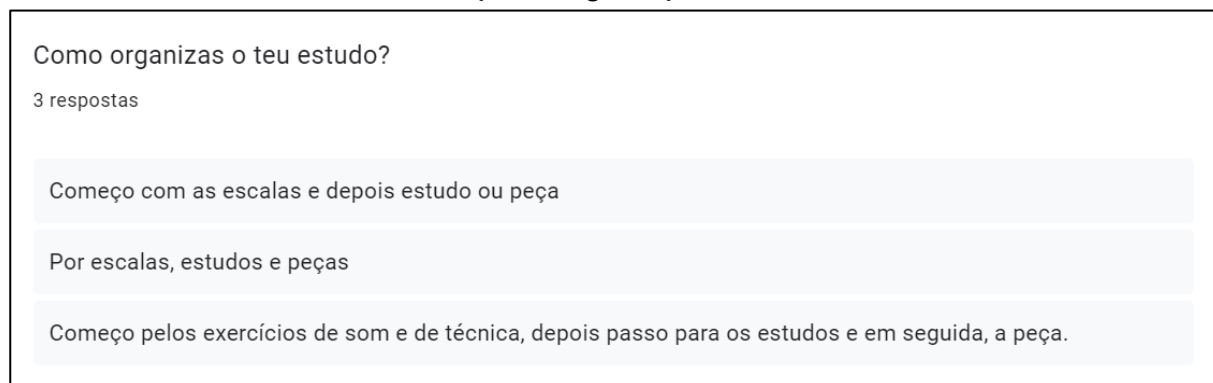 Como organizas o teu estudo?
3 respostas
Começo com as escalas e depois estudo ou peça
Por escalas, estudos e peças
Começo pelos exercícios de som e de técnica, depois passo para os estudos e em seguida, a peça.